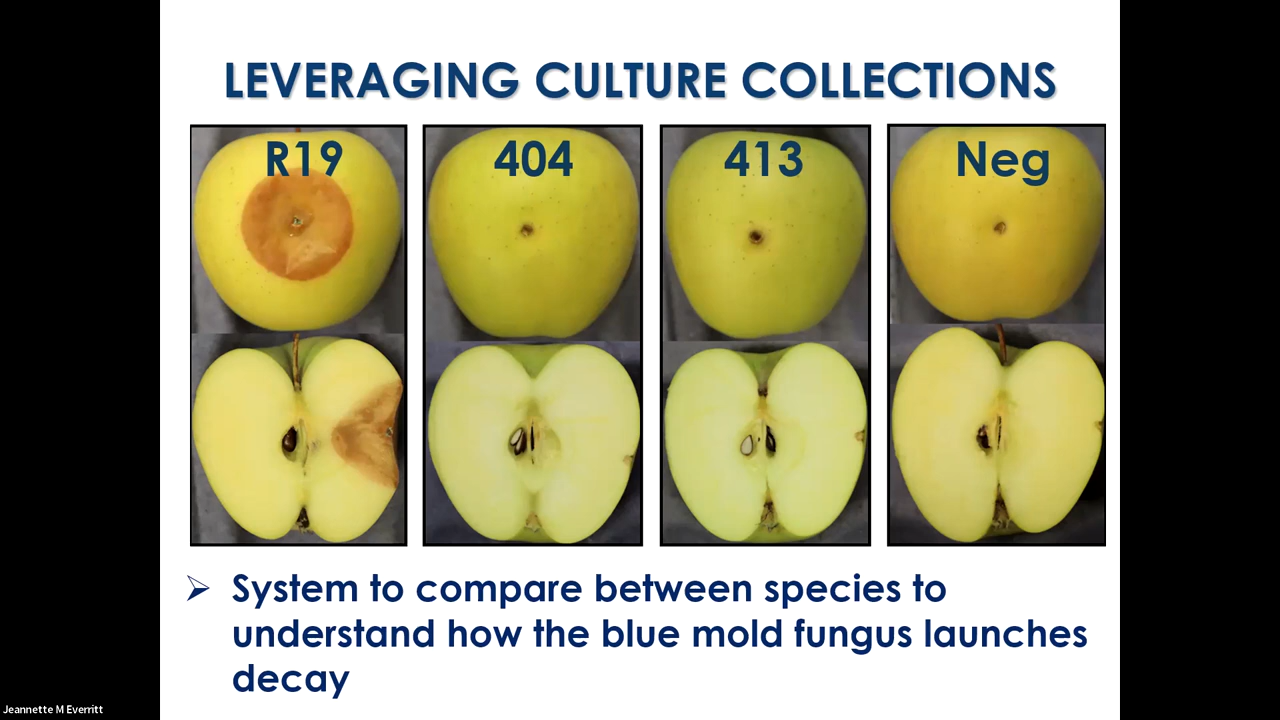 LEVERAGING CULTURE COLLECTIONS
R19
404
413
Neg
➢ System to compare between species to
understand how the blue mold fungus launches
decay
Jeannette M Everritt